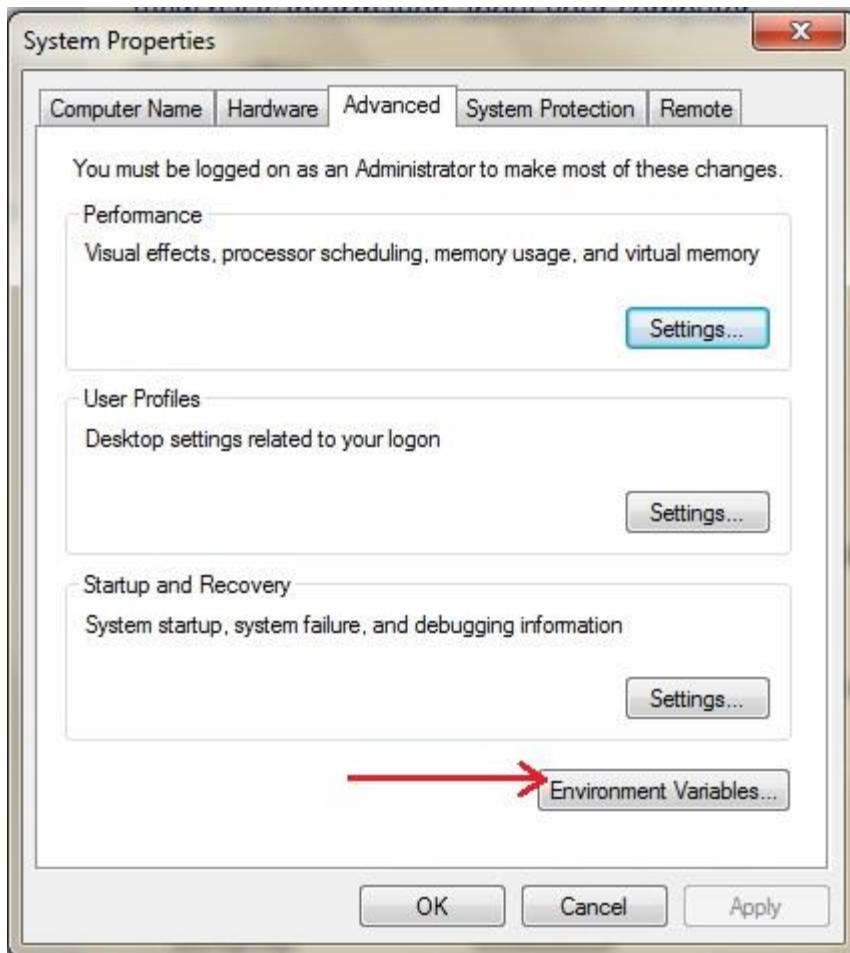 System Properties
Computer Name Hardware Advanced System Protection Remote
You must be logged on as an Administrator to make most of these changes.
Performance
Visual effects, processor scheduling, memory usage, and virtual memory
Settings...
User Profiles
Desktop settings related to your logon
Settings...
Startup and Recovery
System startup, system failure, and debugging information
Settings...
Environment Variables...
OK Cancel Apply